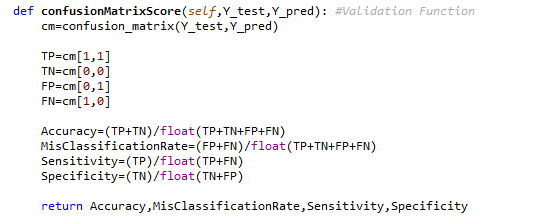 def confusionMatrixScore(self,Y_test,Y_pred): #Validation Function
cm=confusion_matrix(Y_test,Y_pred)
TP=cm[1,1]
TN=cm[0,0]
FP=cm[0,1]
FN=cm[1,0]
Accuracy=(TP+TN)/float(TP+TN+FP+FN)
MisClassificationRate=(FP+FN)/float(TP+TN+FP+FN)
Sensitivity=(TP)/float(TP+FN)
Specificity=(TN)/float(TN+FP)
return Accuracy,MisClassificationRate,Sensitivity,Specificity